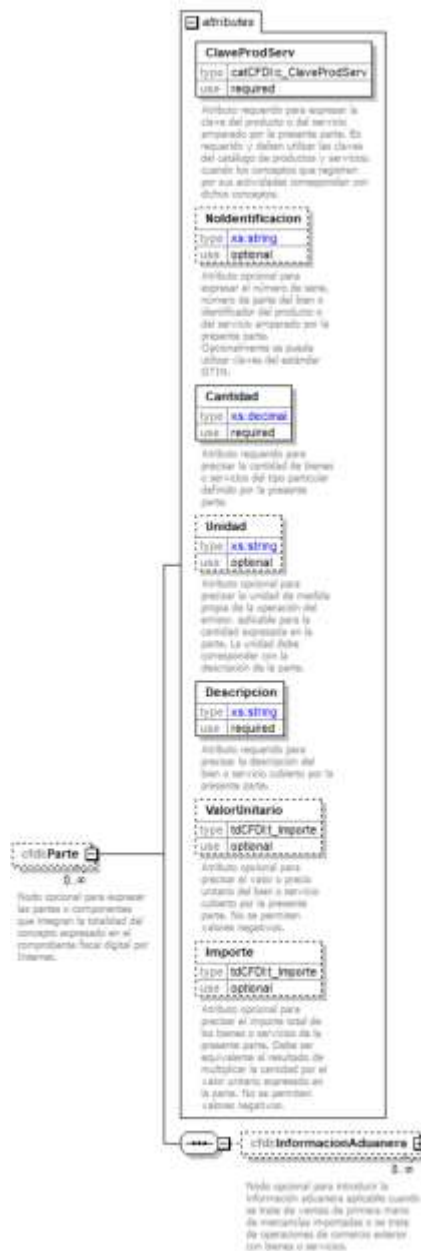 attributes
ClaveProdServ
type catCFDI:c_ClaveProdServ
use required
Atributo requerido para expresar la
clave del producto o del servicio
amparado por la presente parte. Es
requerido y deben utilizar las claves
del catálogo de productos y servicios,
cuando los conceptos que registren
por sus actividades correspondan con
dichos conceptos.
NoIdentificacion
type xs:string
use optional
Atributo opcional para
expresar el número de serie,
número de parte del bien o
identificador del producto o
del servicio amparado por la
presente parte.
Opcionalmente se puede
utilizar claves del estándar
GTIN.
Cantidad
type xs:decimal
use required
Atributo requerido para
precisar la cantidad de bienes
o servicios del tipo particular
definido por la presente
parte.
Unidad
type xs:string
use optional
Atributo opcional para
precisar la unidad de medida
propia de la operación del
emisor, aplicable para la
cantidad expresada en la
parte. La unidad debe
corresponder con la
descripción de la parte.
Descripcion
type xs:string
use required
Atributo requerido para
precisar la descripción del
bien o servicio cubierto por la
presente parte.
ValorUnitario
type tdCFDI:t_Importe
use optional
Atributo opcional para
precisar el valor o precio
unitario del bien o servicio
cubierto por la presente
parte. No se permiten
valores negativos.
Importe
type tdCFDI:t_Importe
use optional
Atributo opcional para
precisar el importe total de
los bienes o servicios de la
presente parte. Debe ser
equivalente al resultado de
multiplicar la cantidad por el
valor unitario expresado en
la parte. No se permiten
valores negativos.
cfdi:Parte
0..∞
Nodo opcional para expresar
las partes o componentes
que integran la totalidad del
concepto expresado en el
comprobante fiscal digital por
Internet.
cfdi:InformacionAduanera
0..∞
Nodo opcional para introducir la
información aduanera aplicable cuando
se trate de ventas de primera mano
de mercancías importadas o se trate
de operaciones de comercio exterior
con bienes o servicios.